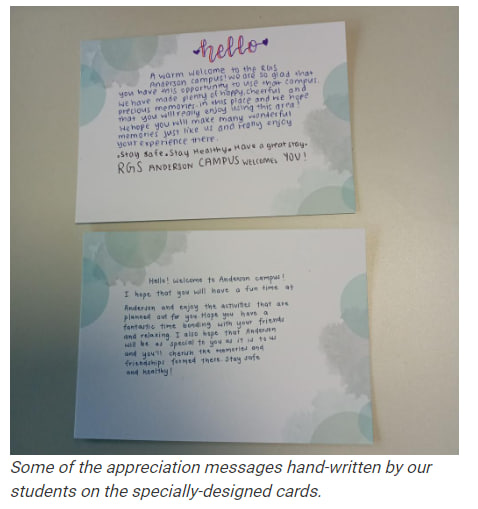 hello
A warm welcome to the RGS
Anderson campus! we are so glad that
you have this opportunity to use that campus.
we have made plenty of happy, cheerful and
precious memories in this place and we hope
that you will really enjoy using this area!
we hope you will make many wonderful
memories just like us and really enjoy
your experience there.
•Stay safe•Stay Healthy• Have a great stay•
RGS ANDERSON CAMPUS WELCOMES YOU!
Hello! Welcome to Anderson campus!
I hope that you will have a fun time at
Anderson and enjoy the activities that are
planned out for you. Hope you have a
fantastic time bonding with your friends
and relaxing. I also hope that Anderson
will be as special to you as it is to us
and you'll cherish the memories and
friendships formed there. Stay safe
and healthy!
Some of the appreciation messages hand-written by our
students on the specially-designed cards.